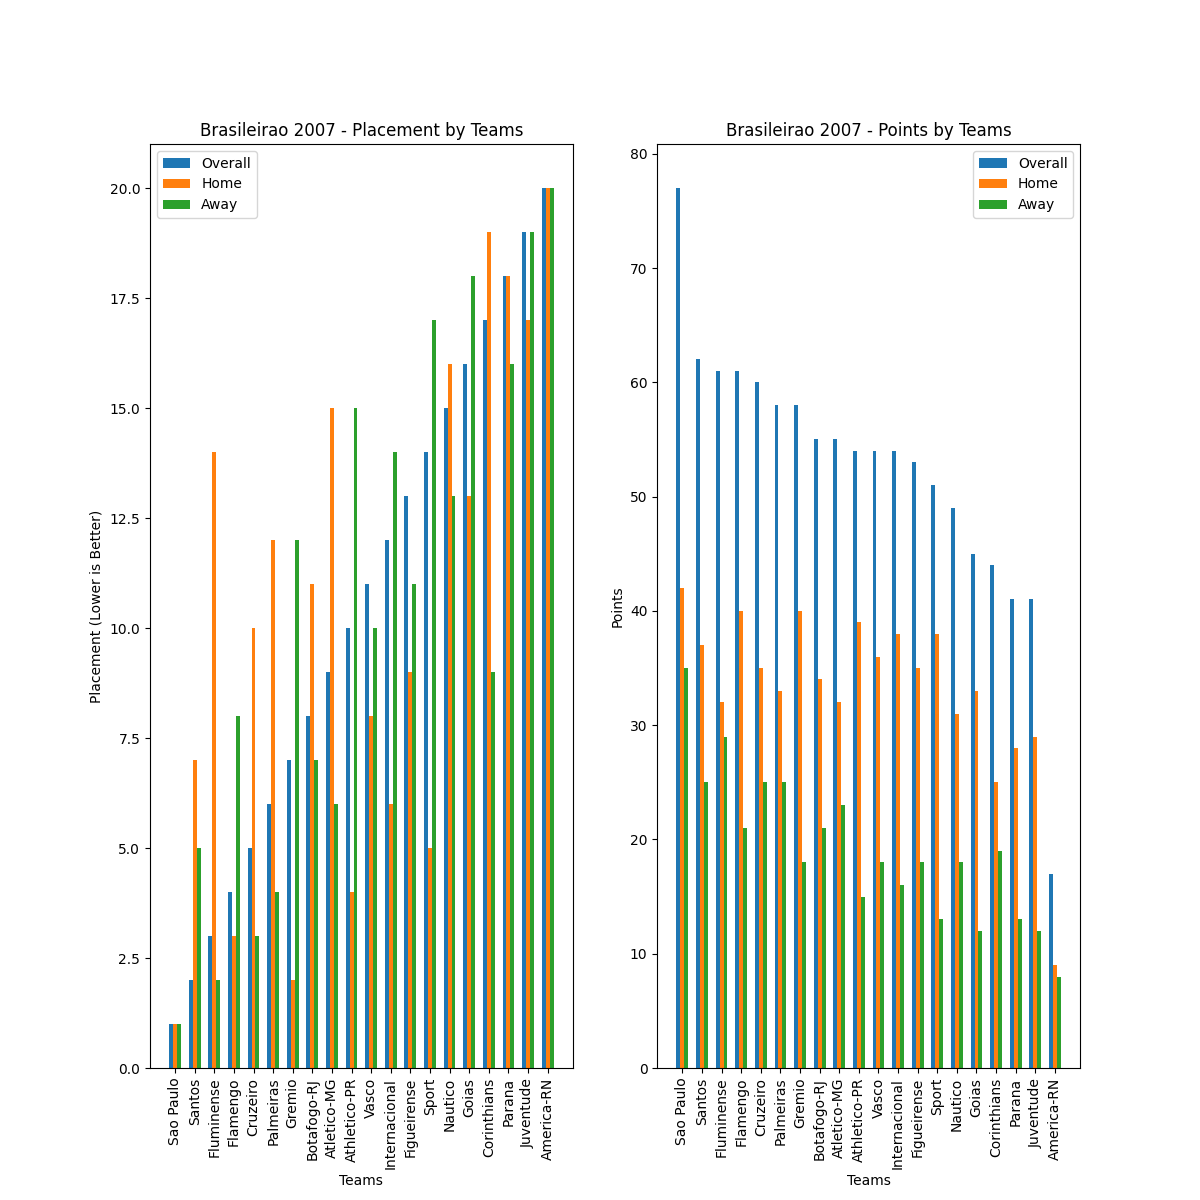 Brasileirao 2007 - Placement by Teams
Overall
Home
Away
Placement (Lower is Better)
20.0
17.5
15.0
12.5
10.0
7.5
5.0
2.5
0.0
Sao Paulo
Santos
Fluminense
Flamengo
Cruzeiro
Palmeiras
Gremio
Botafogo-RJ
Atletico-MG
Athletico-PR
Vasco
Internacional
Figueirense
Sport
Nautico
Goias
Corinthians
Parana
Juventude
America-RN
Teams
Brasileirao 2007 - Points by Teams
Overall
Home
Away
Points
80
70
60
50
40
30
20
10
0
Sao Paulo
Santos
Fluminense
Flamengo
Cruzeiro
Palmeiras
Gremio
Botafogo-RJ
Atletico-MG
Athletico-PR
Vasco
Internacional
Figueirense
Sport
Nautico
Goias
Corinthians
Parana
Juventude
America-RN
Teams